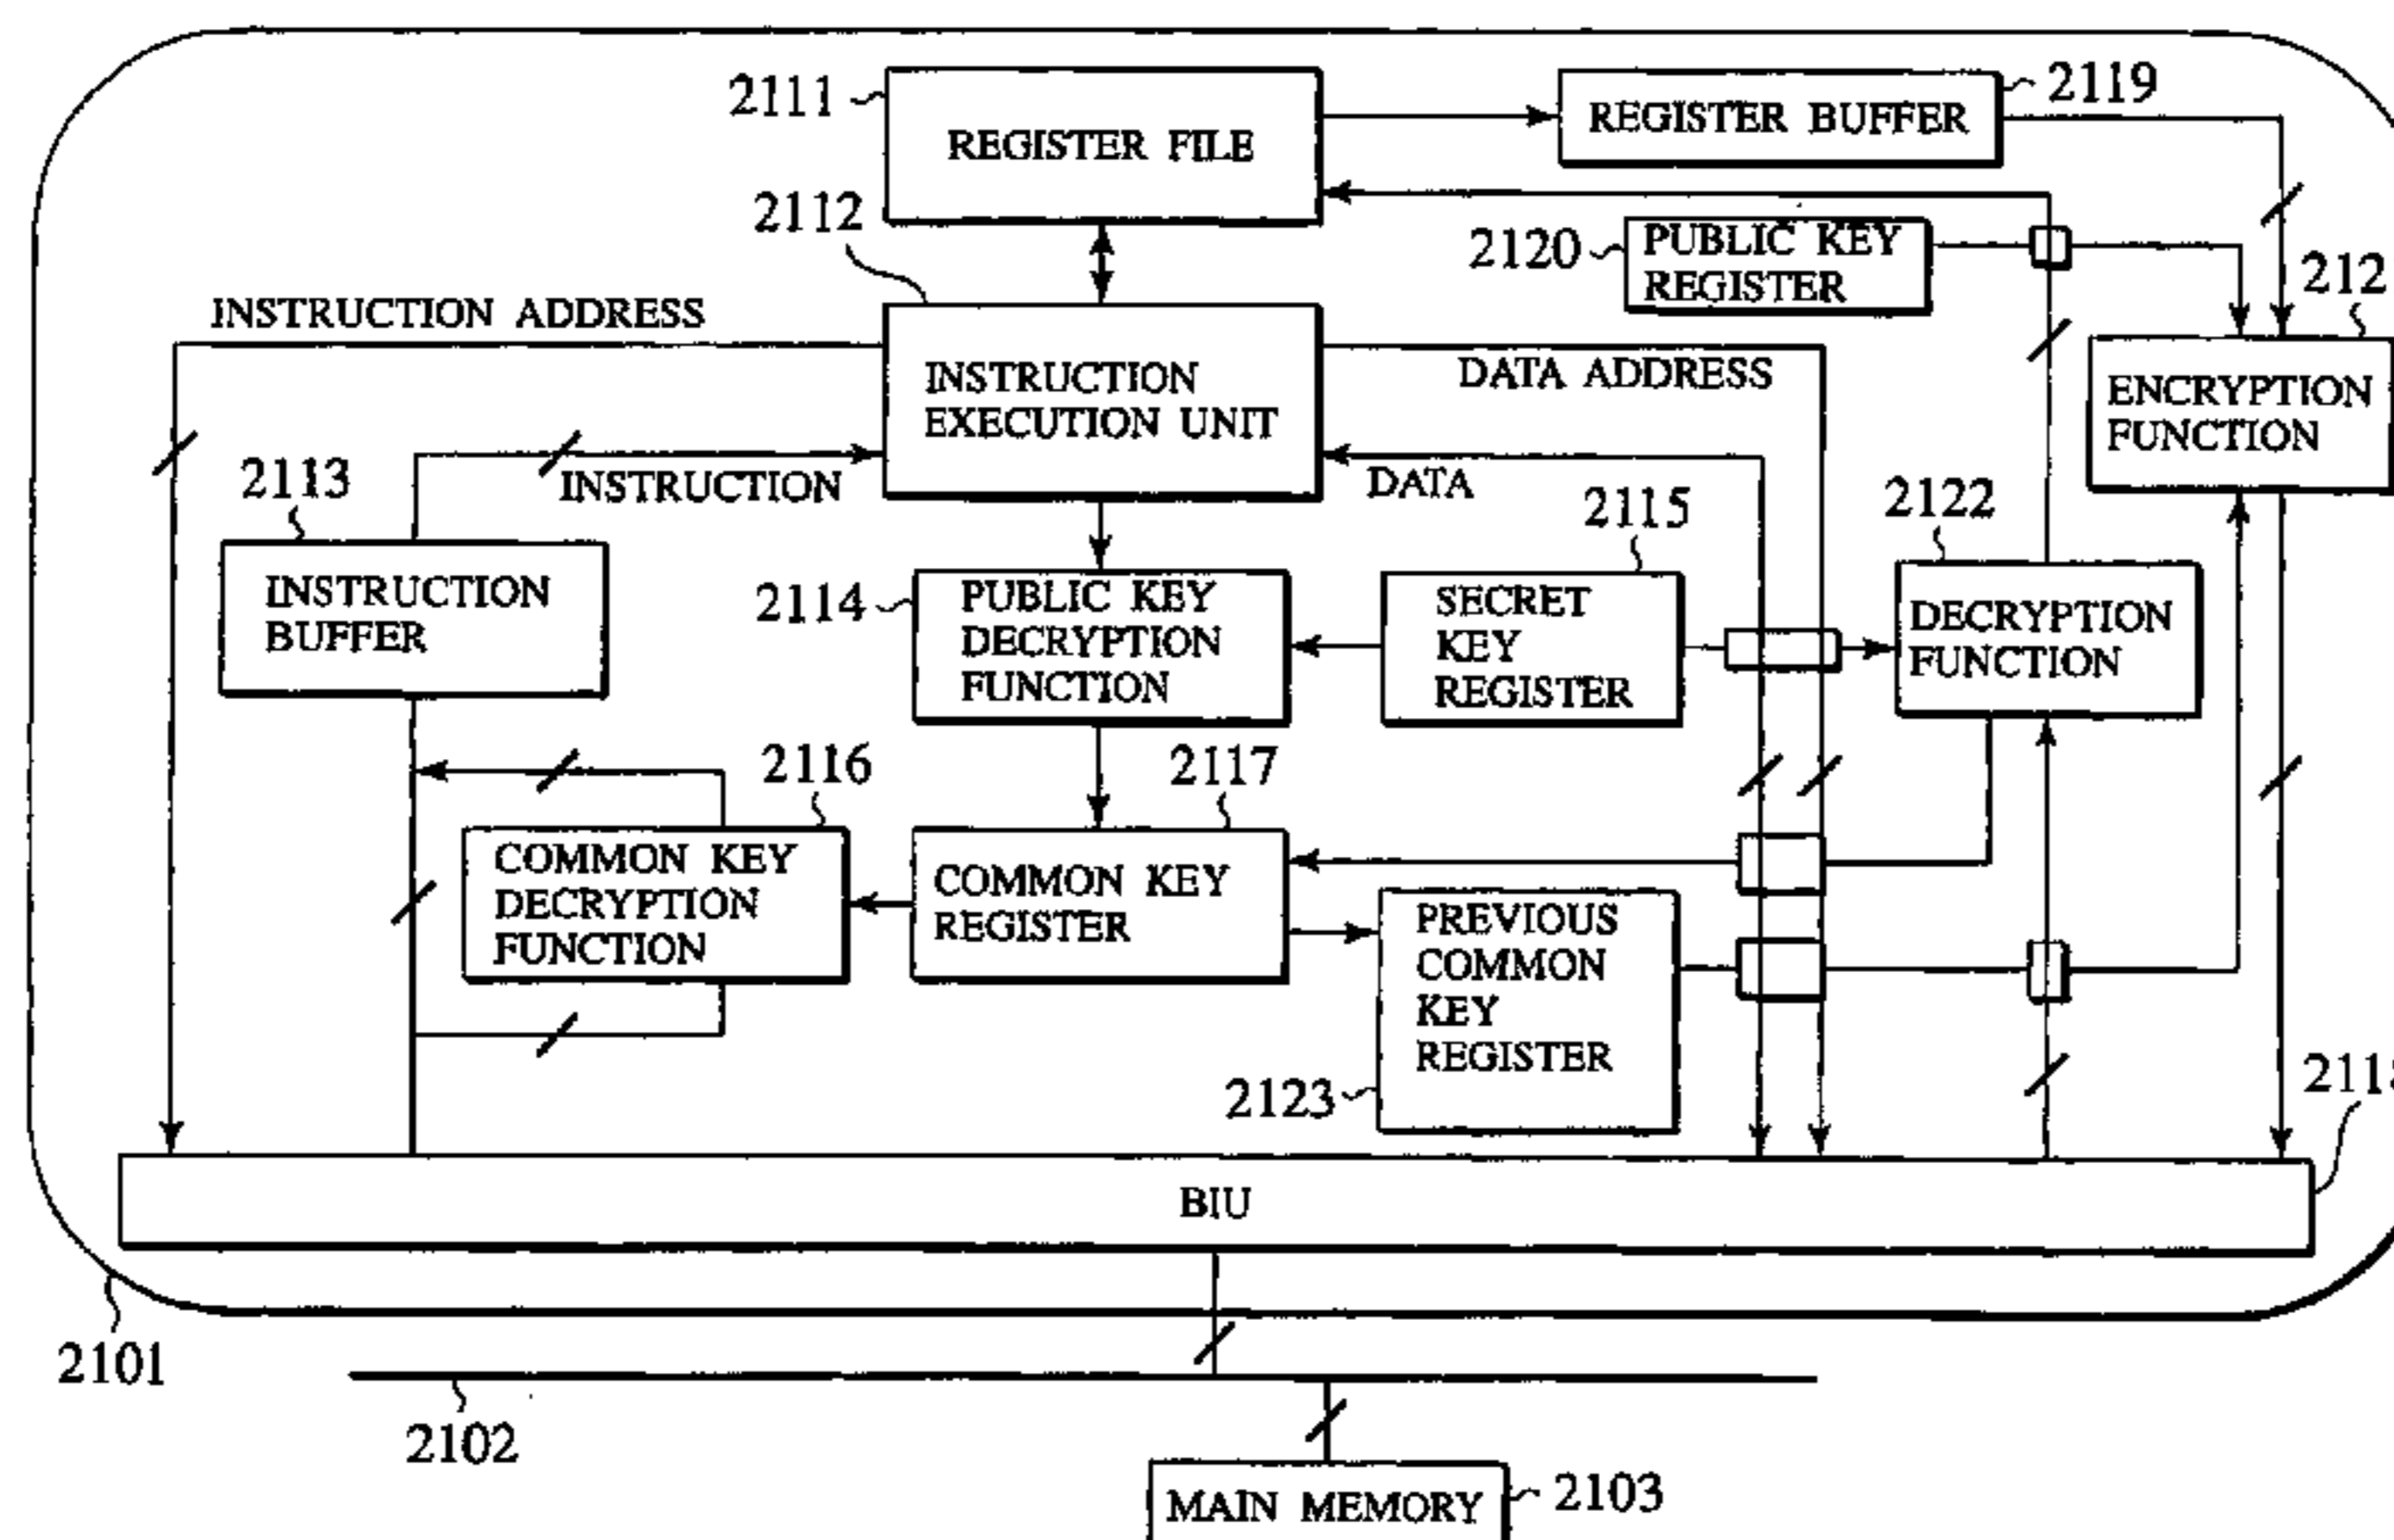 2111
REGISTER FILE
REGISTER BUFFER
2119
2112
2120
PUBLIC KEY
REGISTER
212
INSTRUCTION ADDRESS
INSTRUCTION
EXECUTION UNIT
DATA ADDRESS
ENCRYPTION
FUNCTION
2113
INSTRUCTION
DATA
2115
2122
INSTRUCTION
BUFFER
2114
PUBLIC KEY
DECRYPTION
FUNCTION
SECRET
KEY
REGISTER
DECRYPTION
FUNCTION
2116
2117
COMMON KEY
DECRYPTION
FUNCTION
COMMON KEY
REGISTER
PREVIOUS
COMMON
KEY
REGISTER
2123
2118
BIU
2101
2102
MAIN MEMORY
2103